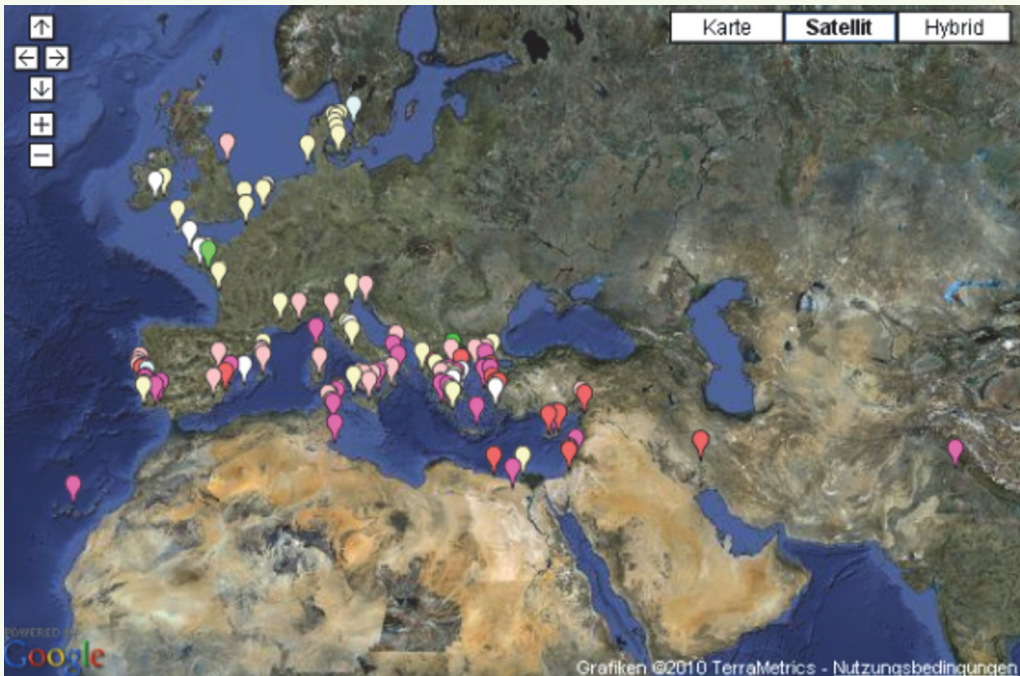 Karte Satellit Hybrid
POWERED BY
Google
Grafiken ©2010 TerraMetrics - Nutzungsbedingungen